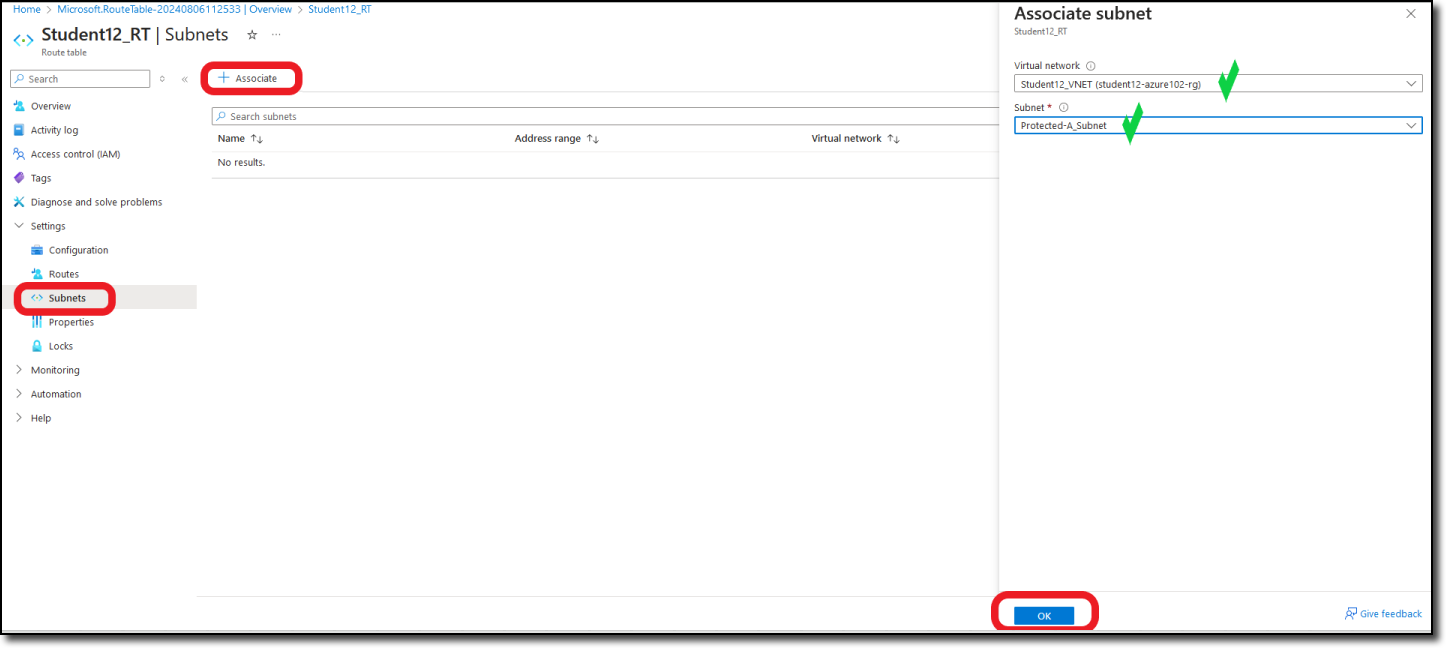 Home > Microsoft.RouteTable-20240806112533 | Overview > Student12_RT
Student12_RT | Subnets
Route table
Search
Overview
Activity log
Access control (IAM)
Tags
Diagnose and solve problems
Settings
Configuration
Routes
Subnets
Properties
Locks
Monitoring
Automation
Help
+ Associate
Search subnets
Name Address range Virtual network
No results.
Associate subnet
Student12_RT
Virtual network
Student12_VNET (student12-azure102-rg)
Subnet *
Protected-A_Subnet
OK
Give feedback